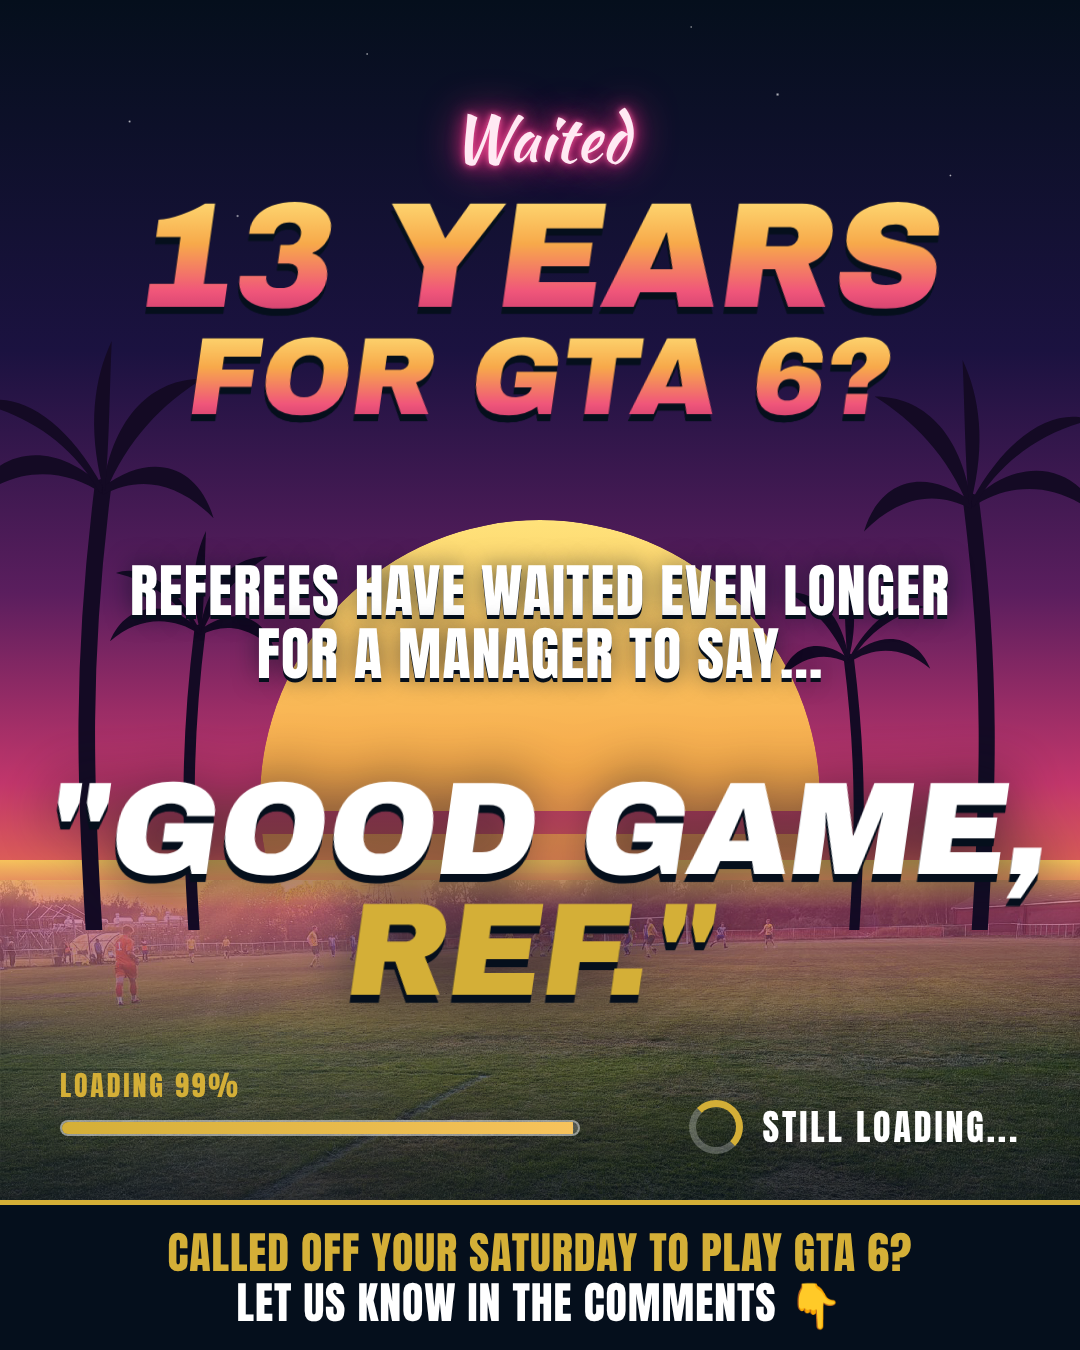 Waited
13 YEARS
FOR GTA 6?
REFEREES HAVE WAITED EVEN LONGER
FOR A MANAGER TO SAY...
"GOOD GAME,
REF."
LOADING 99%
STILL LOADING...
CALLED OFF YOUR SATURDAY TO PLAY GTA 6?
LET US KNOW IN THE COMMENTS 👇